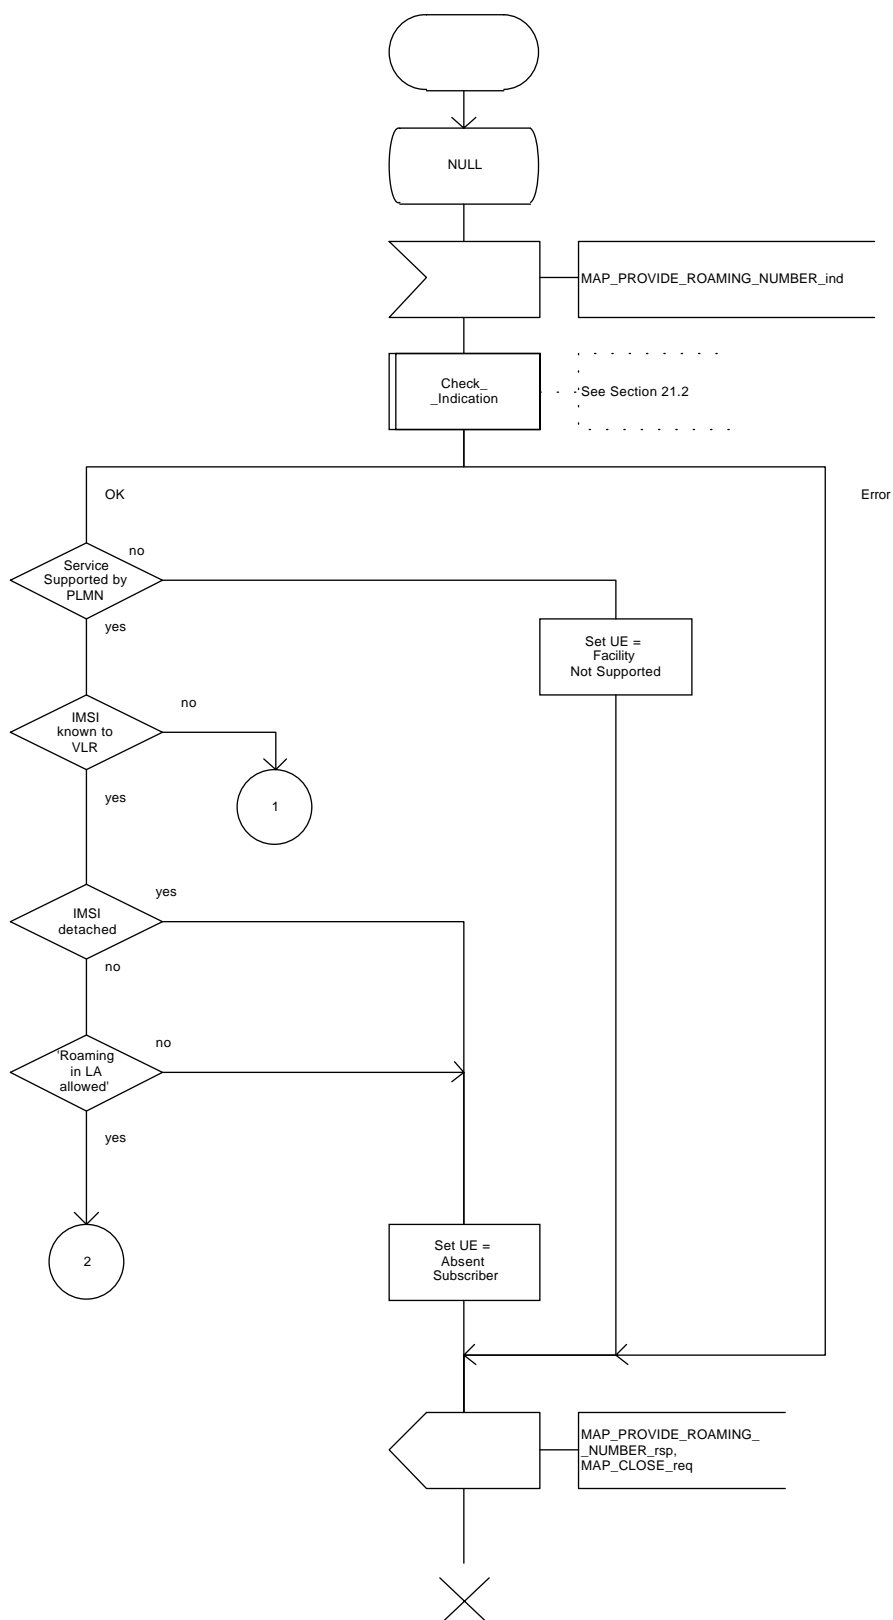 NULL
MAP_PROVIDE_ROAMING_NUMBER_ind
Check_
_Indication
See Section 21.2
OK
Error
no
Service
Supported by
PLMN
yes
Set UE =
Facility
Not Supported
no
IMSI
known to
VLR
yes
1
yes
IMSI
detached
no
no
'Roaming
in LA
allowed'
yes
2
Set UE =
Absent
Subscriber
MAP_PROVIDE_ROAMING_
_NUMBER_rsp,
MAP_CLOSE_req